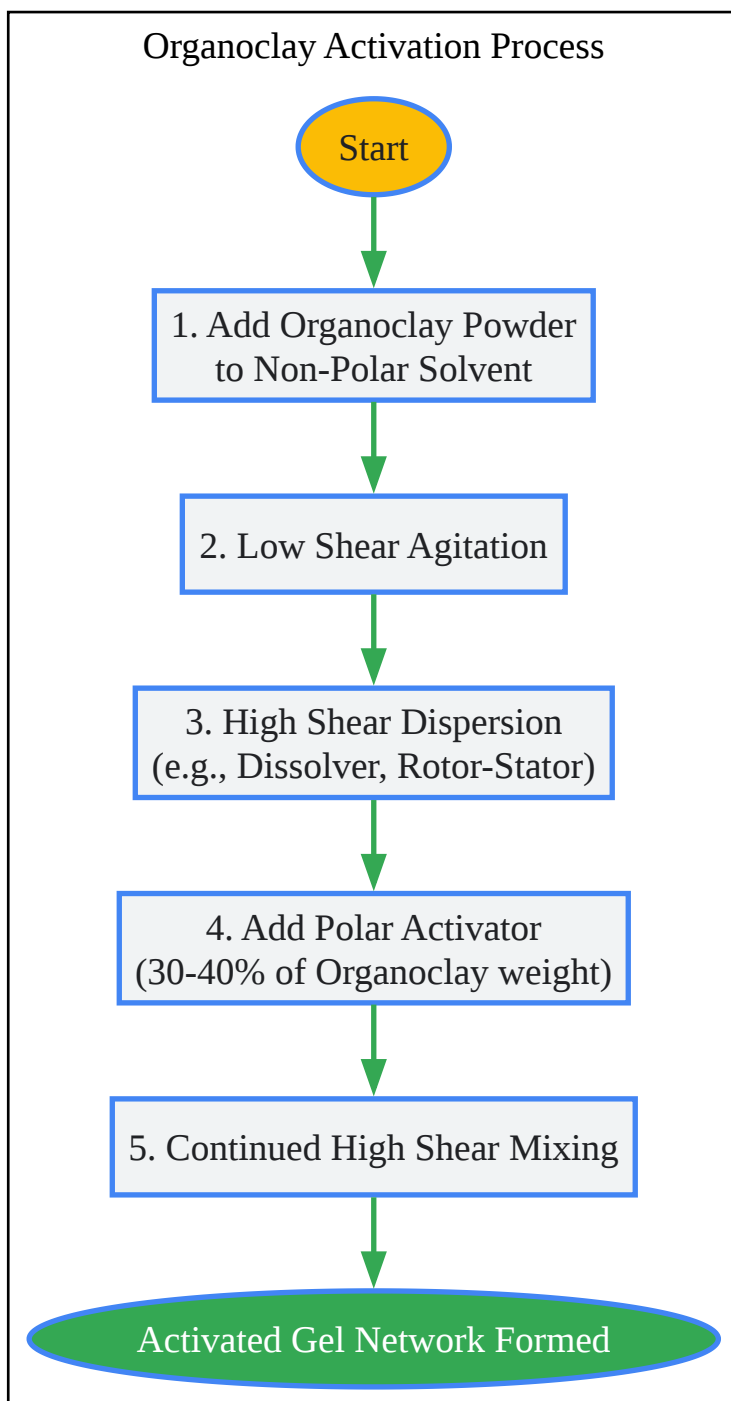 Organoclay Activation Process
Start
1. Add Organoclay Powder
to Non-Polar Solvent
2. Low Shear Agitation
3. High Shear Dispersion
(e.g., Dissolver, Rotor-Stator)
4. Add Polar Activator
(30-40% of Organoclay weight)
5. Continued High Shear Mixing
Activated Gel Network Formed